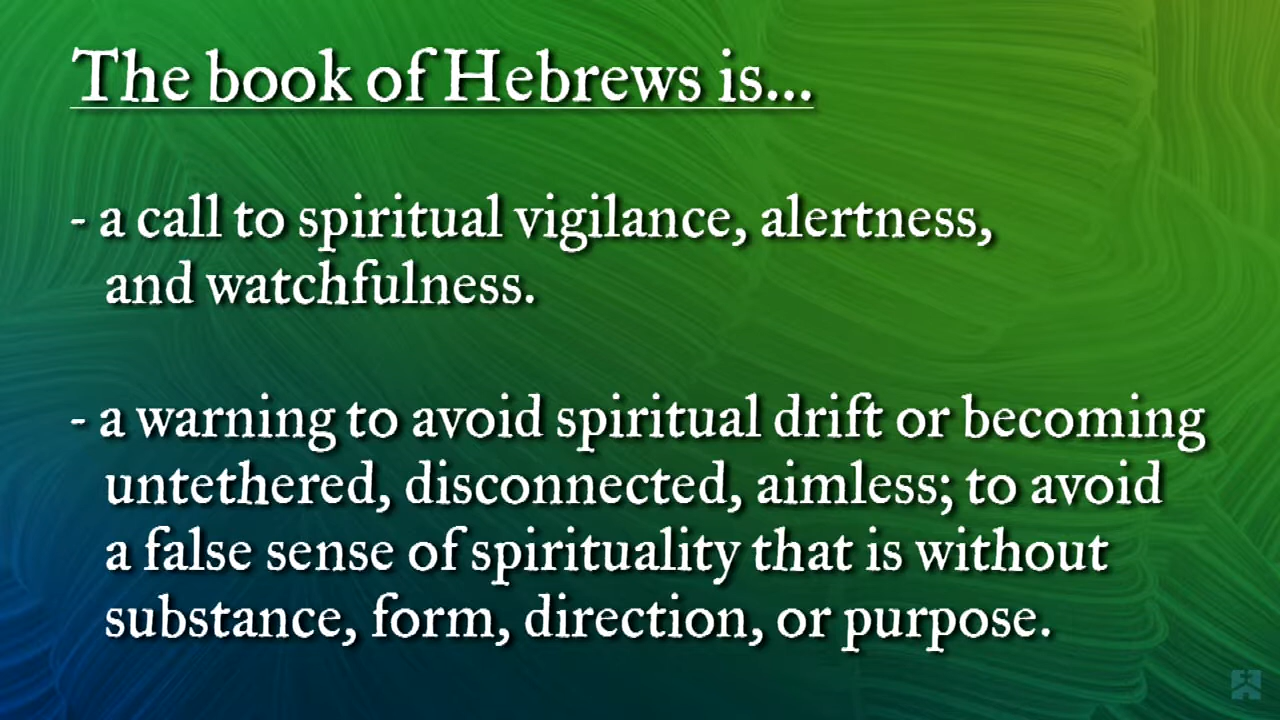 The book of Hebrews is...
- a call to spiritual vigilance, alertness,
and watchfulness.
- a warning to avoid spiritual drift or becoming
untethered, disconnected, aimless; to avoid
a false sense of spirituality that is without
substance, form, direction, or purpose.